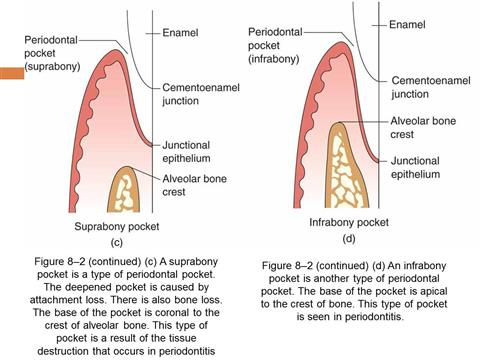 Periodontal
pocket
(suprabony)
Enamel
Cementoenamel
junction
Junctional
epithelium
Alveolar bone
crest
Suprabony pocket
(c)
Figure 8–2 (continued) (c) A suprabony
pocket is a type of periodontal pocket.
The deepened pocket is caused by
attachment loss. There is also bone loss.
The base of the pocket is coronal to the
crest of alveolar bone. This type of
pocket is a result of the tissue
destruction that occurs in periodontitis
Periodontal
pocket
(infrabony)
Enamel
Cementoenamel
junction
Alveolar bone
crest
Junctional
epithelium
Infrabony pocket
(d)
Figure 8–2 (continued) (d) An infrabony
pocket is another type of periodontal
pocket. The base of the pocket is apical
to the crest of bone. This type of pocket
is seen in periodontitis.